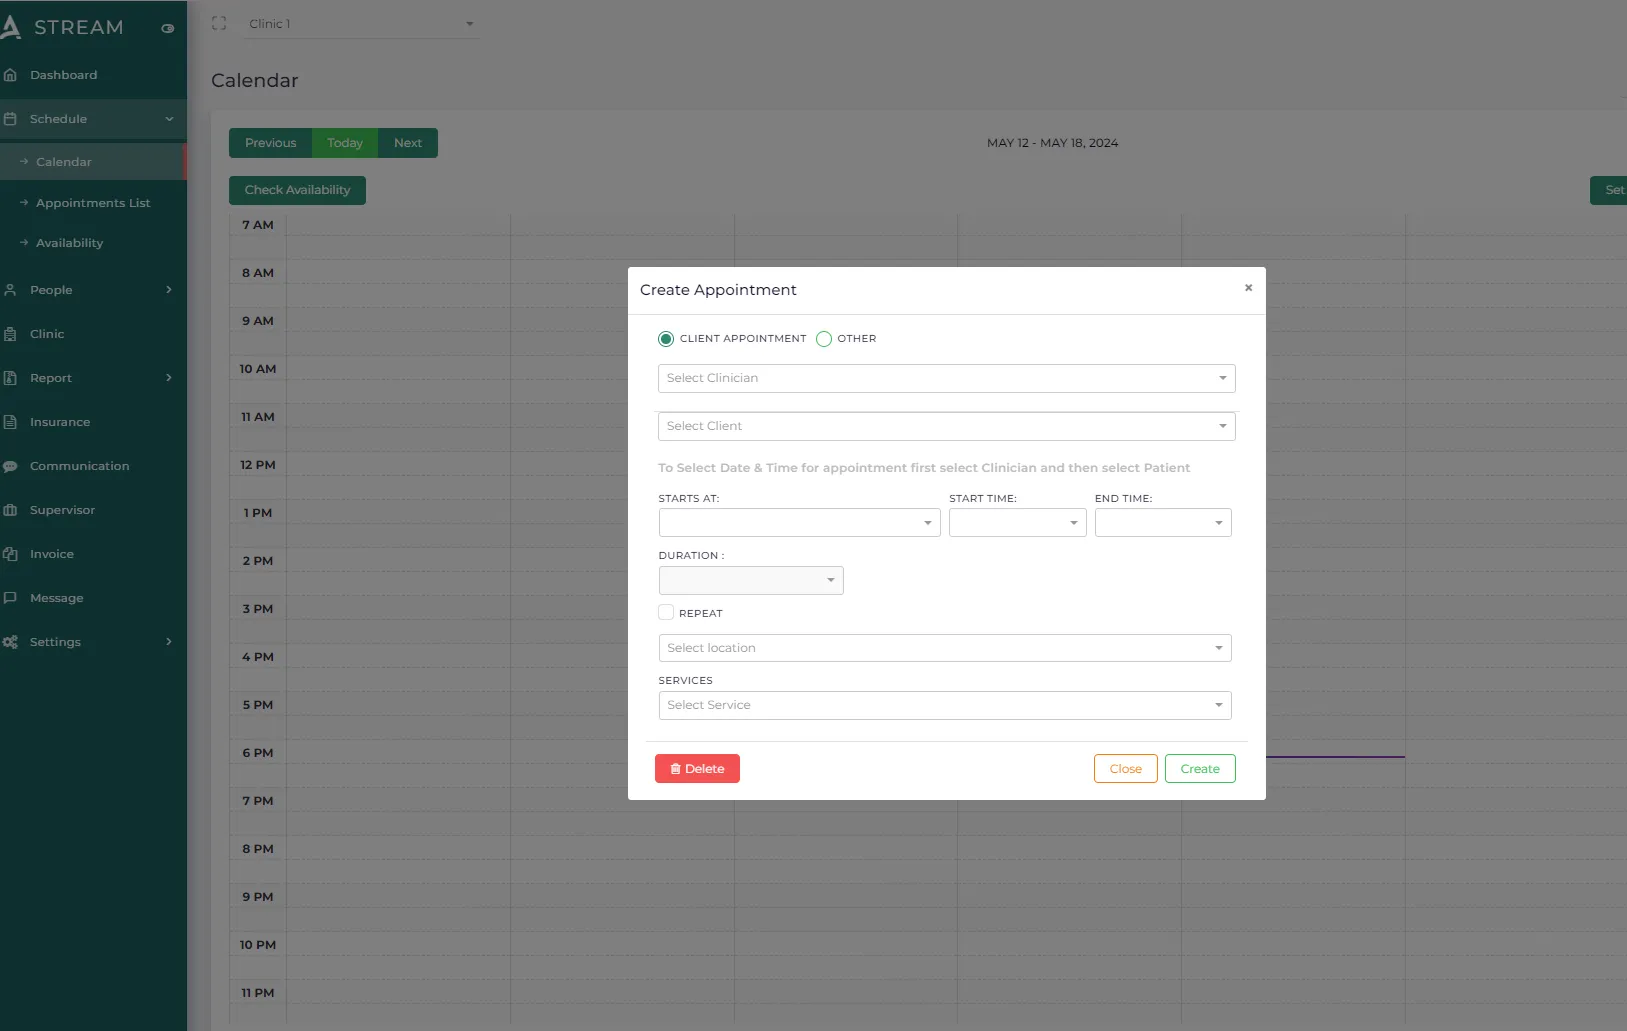 STREAM
Clinic 1
Dashboard
Schedule
Calendar
Appointments List
Availability
People
Clinic
Report
Insurance
Communication
Supervisor
Invoice
Message
Settings
Calendar
Previous Today Next
MAY 12 - MAY 18, 2024
Check Availability
Set
7 AM
8 AM
9 AM
10 AM
11 AM
12 PM
1 PM
2 PM
3 PM
4 PM
5 PM
6 PM
7 PM
8 PM
9 PM
10 PM
11 PM
Create Appointment
×
CLIENT APPOINTMENT OTHER
Select Clinician
Select Client
To Select Date & Time for appointment first select Clinician and then select Patient
STARTS AT: START TIME: END TIME:
DURATION :
REPEAT
Select location
SERVICES
Select Service
Delete Close Create